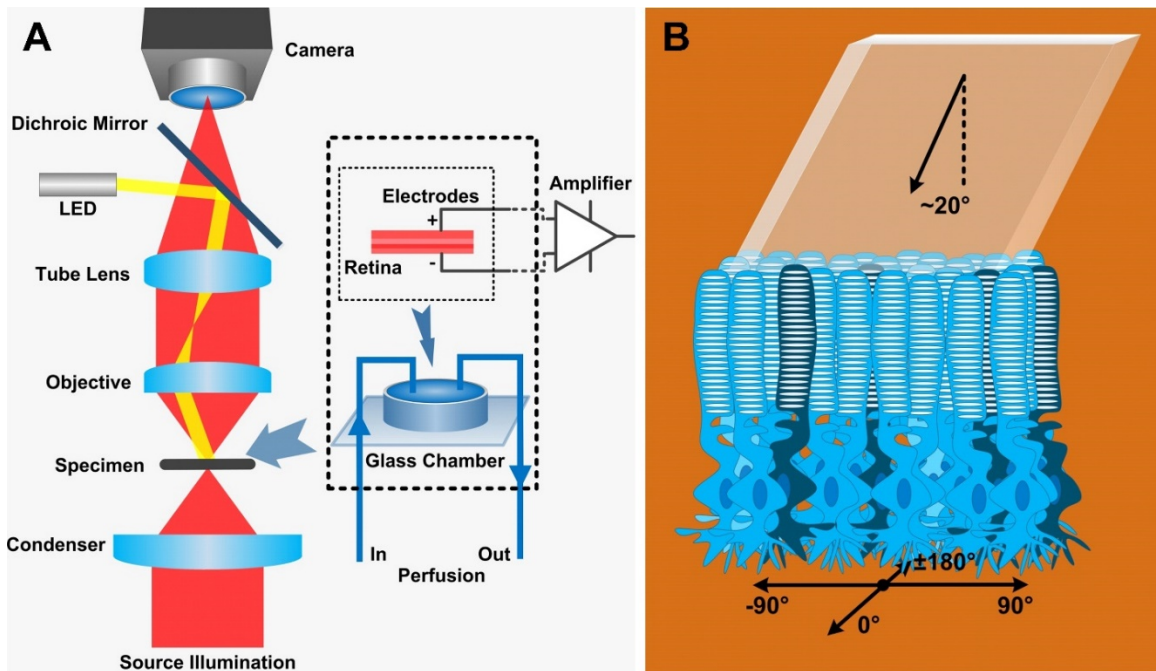 A
Camera
Dichroic Mirror
LED
Tube Lens
Objective
Specimen
Condenser
Source Illumination
Electrodes
+
Retina
-
Amplifier
Glass Chamber
In
Out
Perfusion
B
~20°
±180°
-90°
90°
0°